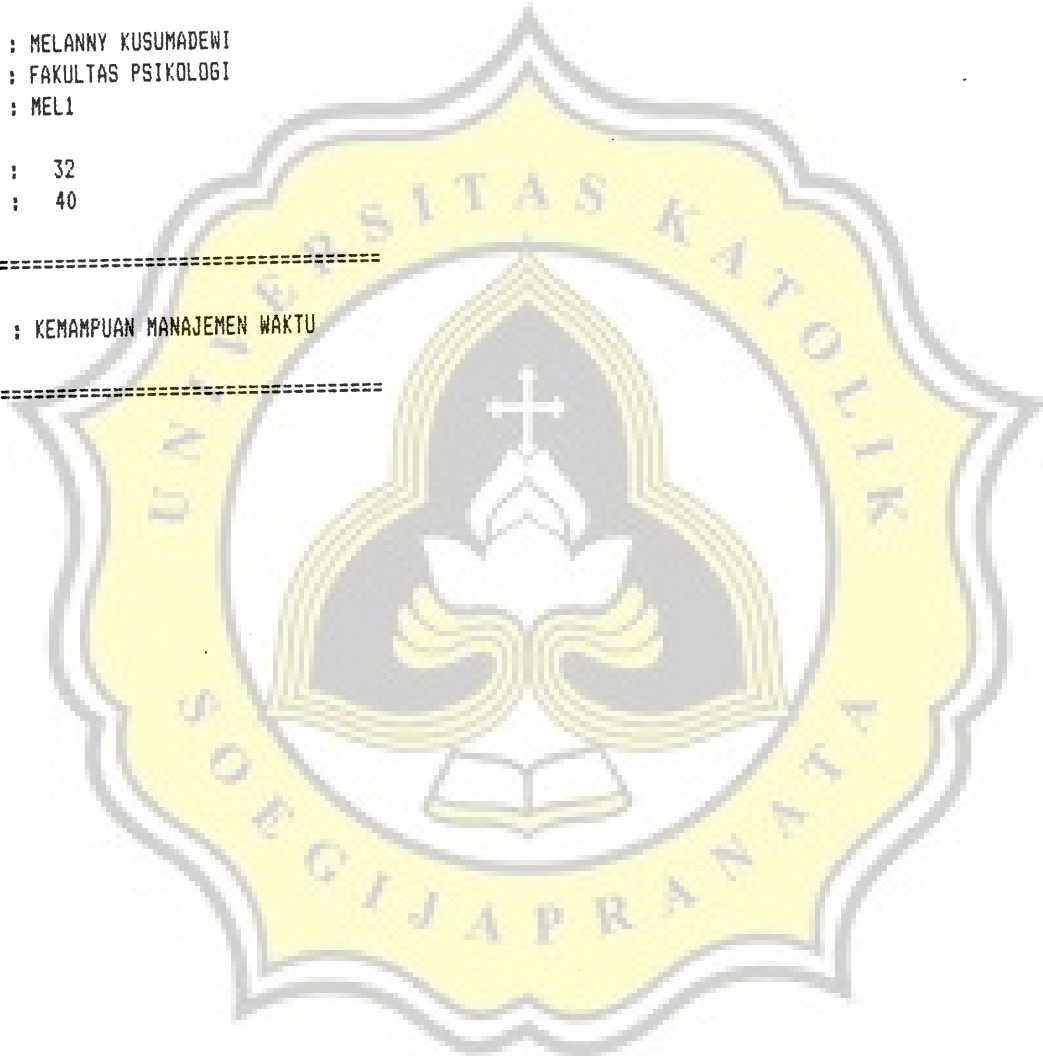 : MELANNY KUSUMADEWI
: FAKULTAS PSIKOLOGI
: MEL1
: 32
: 40
======================================
: KEMAMPUAN MANAJEMEN WAKTU
======================================
UNIVERSITAS KATOLIK
SOEGIJAPRANATA